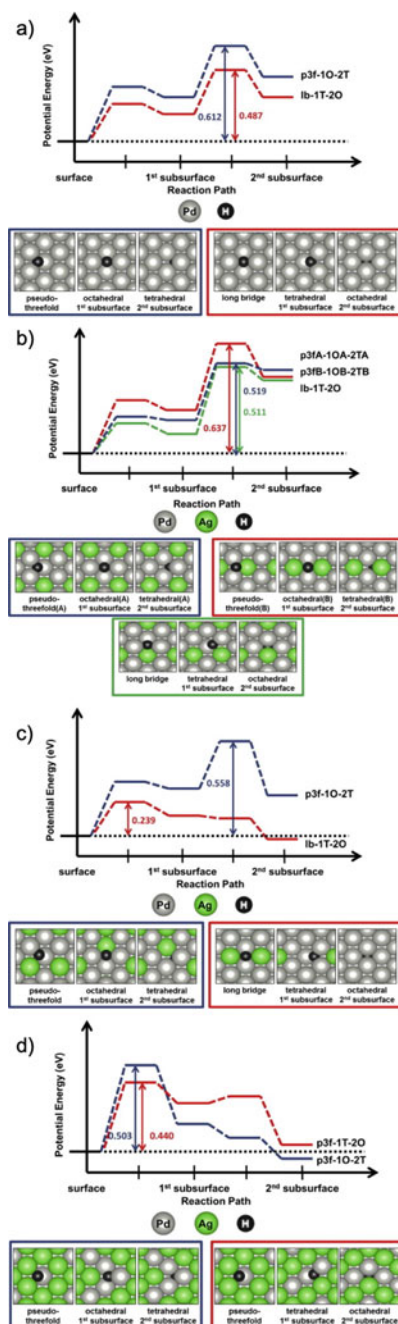 a)
Potential Energy (eV)
p3f-1O-2T
lb-1T-2O
0.612
0.487
surface
1st subsurface
2nd subsurface
Reaction Path
Pd
H
pseudo-
threefold
octahedral
1st subsurface
tetrahedral
2nd subsurface
long bridge
tetrahedral
1st subsurface
octahedral
2nd subsurface
b)
Potential Energy (eV)
p3fA-1OA-2TA
p3fB-1OB-2TB
lb-1T-2O
0.519
0.511
0.637
surface
1st subsurface
2nd subsurface
Reaction Path
Pd
Ag
H
pseudo-
threefold(A)
octahedral(A)
1st subsurface
tetrahedral(A)
2nd subsurface
pseudo-
threefold(B)
octahedral(B)
1st subsurface
tetrahedral(B)
2nd subsurface
long bridge
tetrahedral
1st subsurface
octahedral
2nd subsurface
c)
Potential Energy (eV)
0.558
p3f-1O-2T
0.239
lb-1T-2O
surface
1st subsurface
2nd subsurface
Reaction Path
Pd
Ag
H
pseudo-
threefold
octahedral
1st subsurface
tetrahedral
2nd subsurface
long bridge
tetrahedral
1st subsurface
octahedral
2nd subsurface
d)
Potential Energy (eV)
0.503
0.440
p3f-1T-2O
p3f-1O-2T
surface
1st subsurface
2nd subsurface
Reaction Path
Pd
Ag
H
pseudo-
threefold
octahedral
1st subsurface
tetrahedral
2nd subsurface
pseudo-
threefold
tetrahedral
1st subsurface
octahedral
2nd subsurface